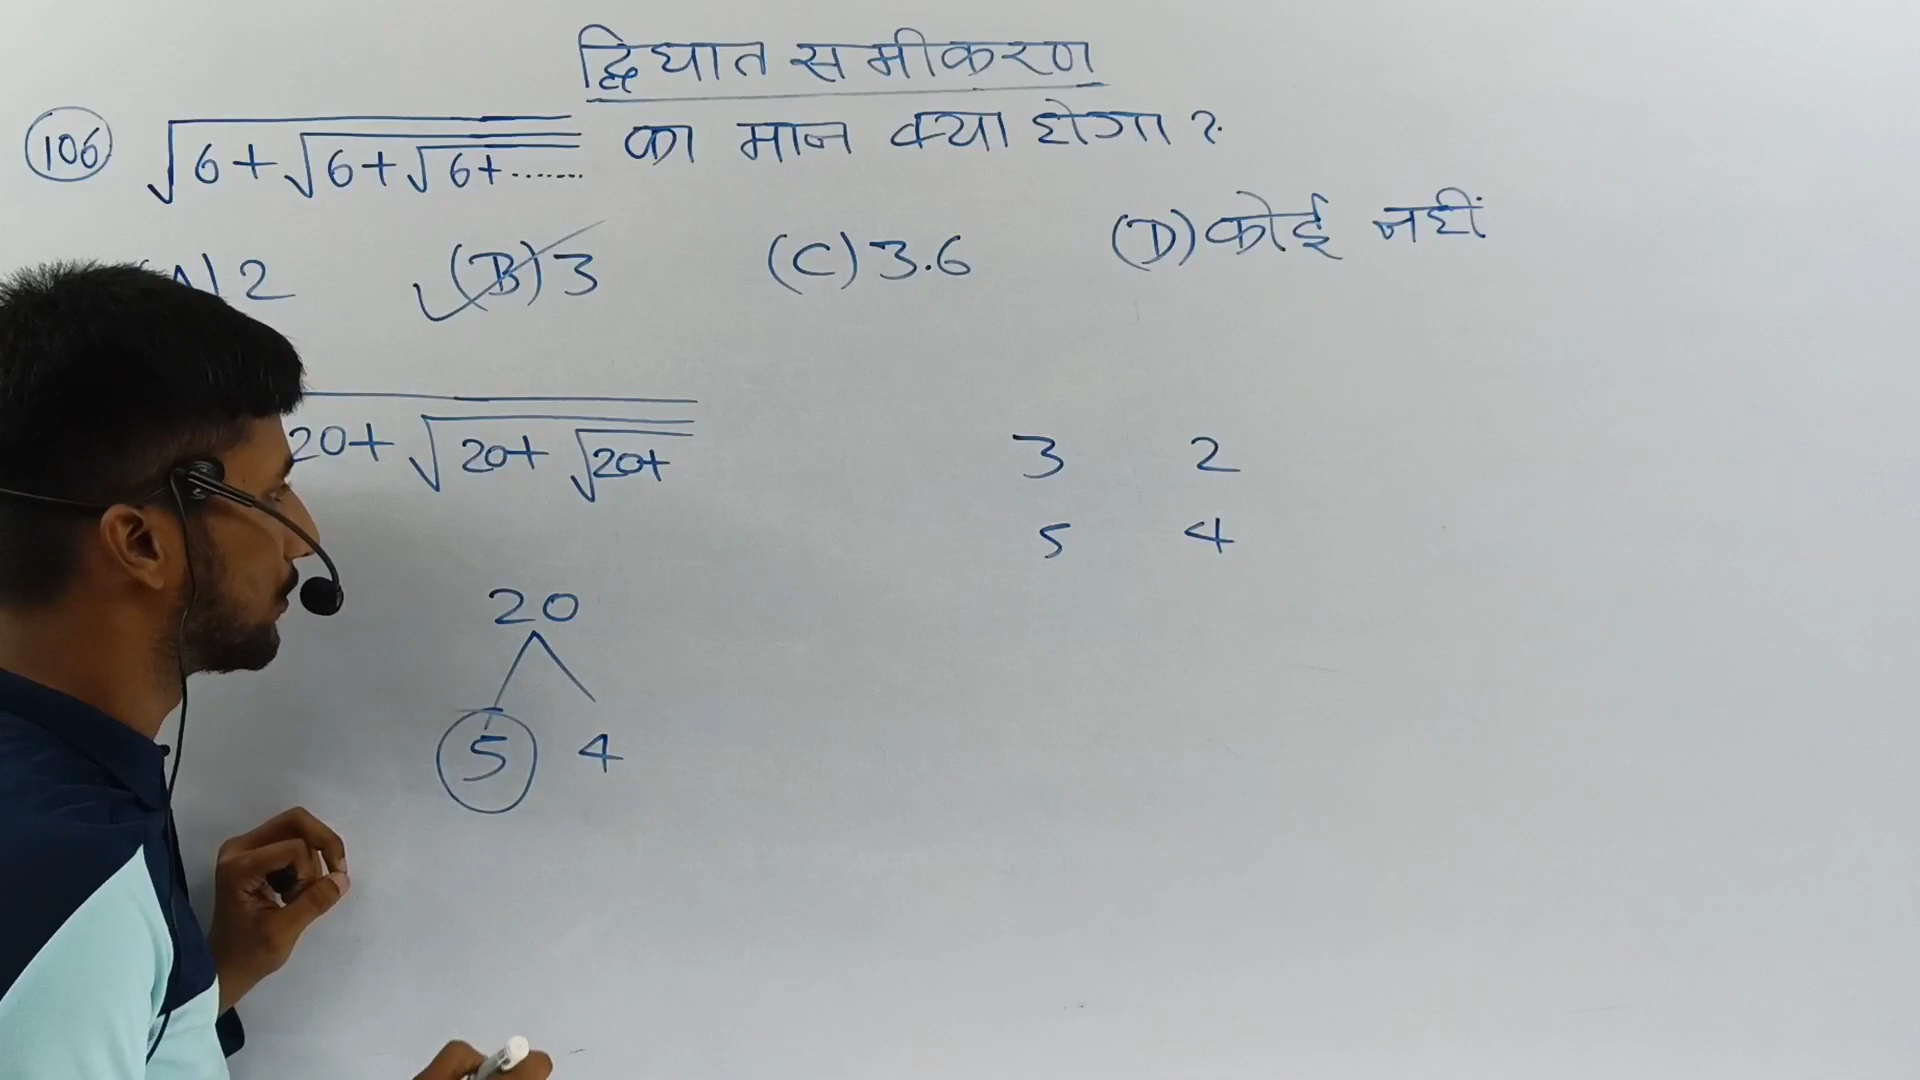 द्विघात समीकरण
106 √6+√6+√6+....... का मान क्या होगा ?
A) 2 (B) 3 (C) 3.6 (D) कोई नहीं
20+ √20+ √20+
3 2
5 4
20
5 4